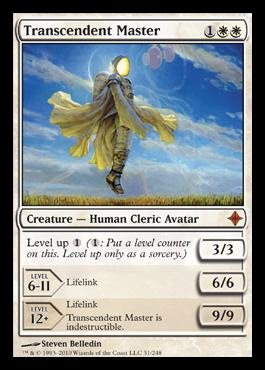 Transcendent Master 1
Creature — Human Cleric Avatar
Level up 1 (1: Put a level counter
on this. Level up only as a sorcery.)
3/3
LEVEL
6-11
Lifelink
6/6
LEVEL
12+
Lifelink
Transcendent Master is
indestructible.
9/9
Steven Belledin
™ & © 1993–2010 Wizards of the Coast LLC 51/248